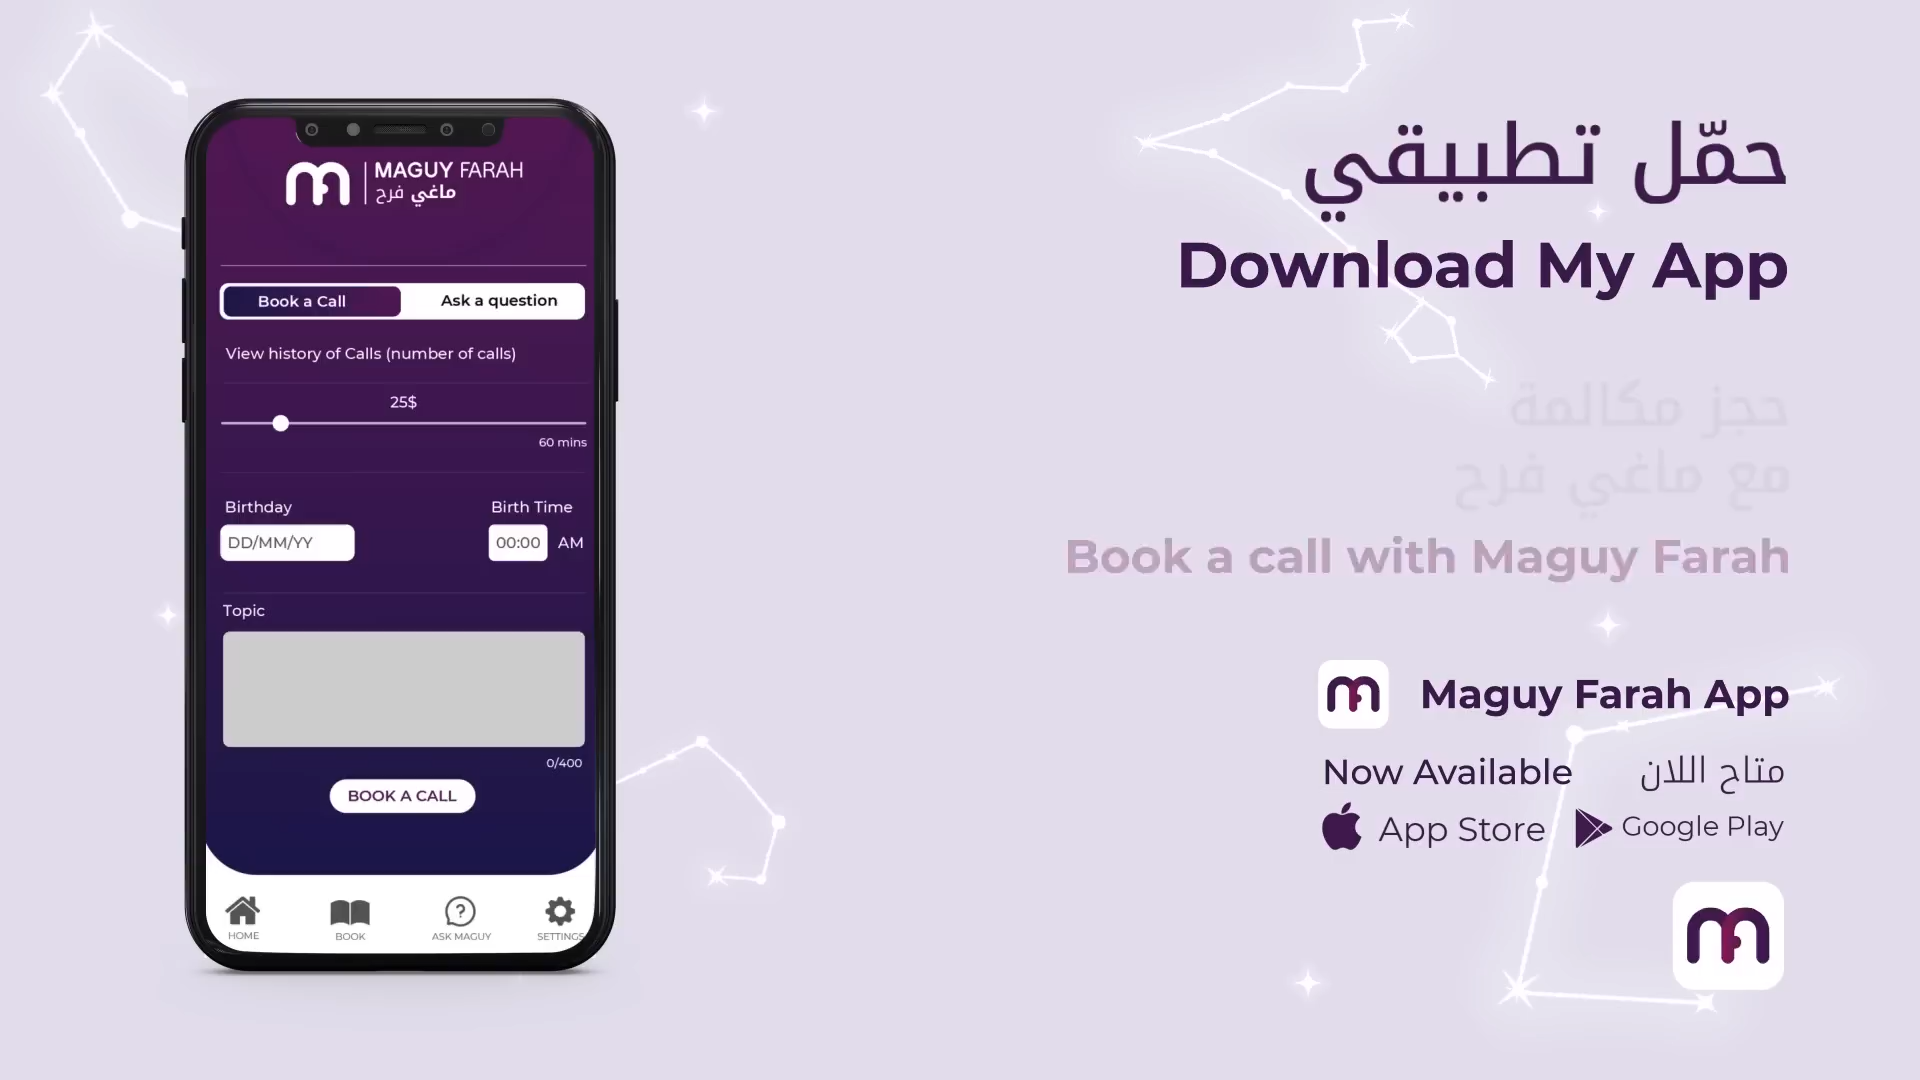 MAGUY FARAH
ماغي فرح
Book a Call
Ask a question
View history of Calls (number of calls)
25$
60 mins
Birthday
Birth Time
DD/MM/YY
00:00 AM
Topic
0/400
BOOK A CALL
HOME
BOOK
ASK MAGUY
SETTINGS
حمّل تطبيقي
Download My App
حجز مكالمة
مع ماغي فرح
Book a call with Maguy Farah
Maguy Farah App
Now Available
متاح اللان
App Store
Google Play